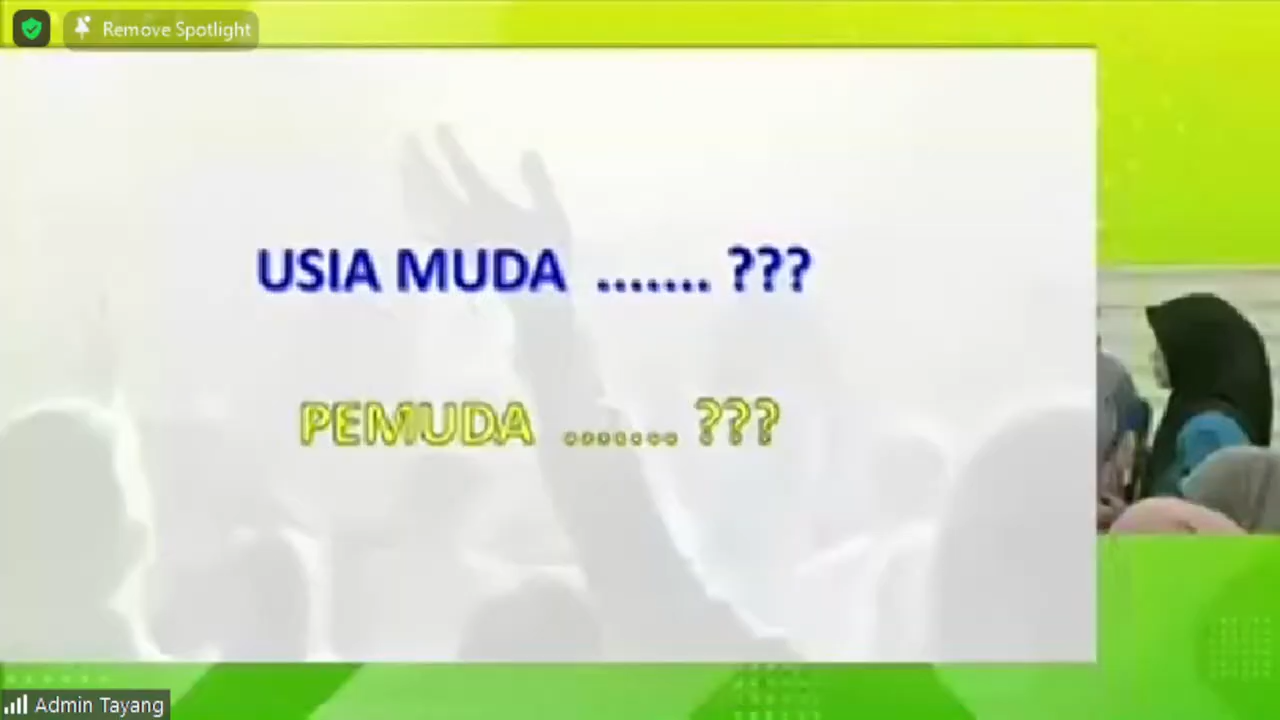 Remove Spotlight
USIA MUDA ....... ???
PEMUDA ....... ???
Admin Tayang